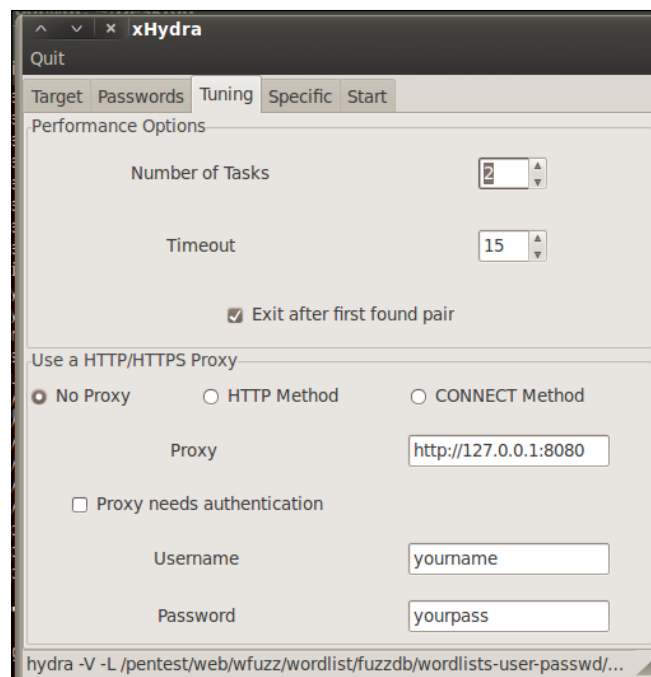 xHydra
Quit
Target Passwords Tuning Specific Start
Performance Options
Number of Tasks 2
Timeout 15
Exit after first found pair
Use a HTTP/HTTPS Proxy
No Proxy HTTP Method CONNECT Method
Proxy http://127.0.0.1:8080
Proxy needs authentication
Username yourname
Password yourpass
hydra -V -L /pentest/web/wfuzz/wordlist/fuzzdb/wordlists-user-passwd/...